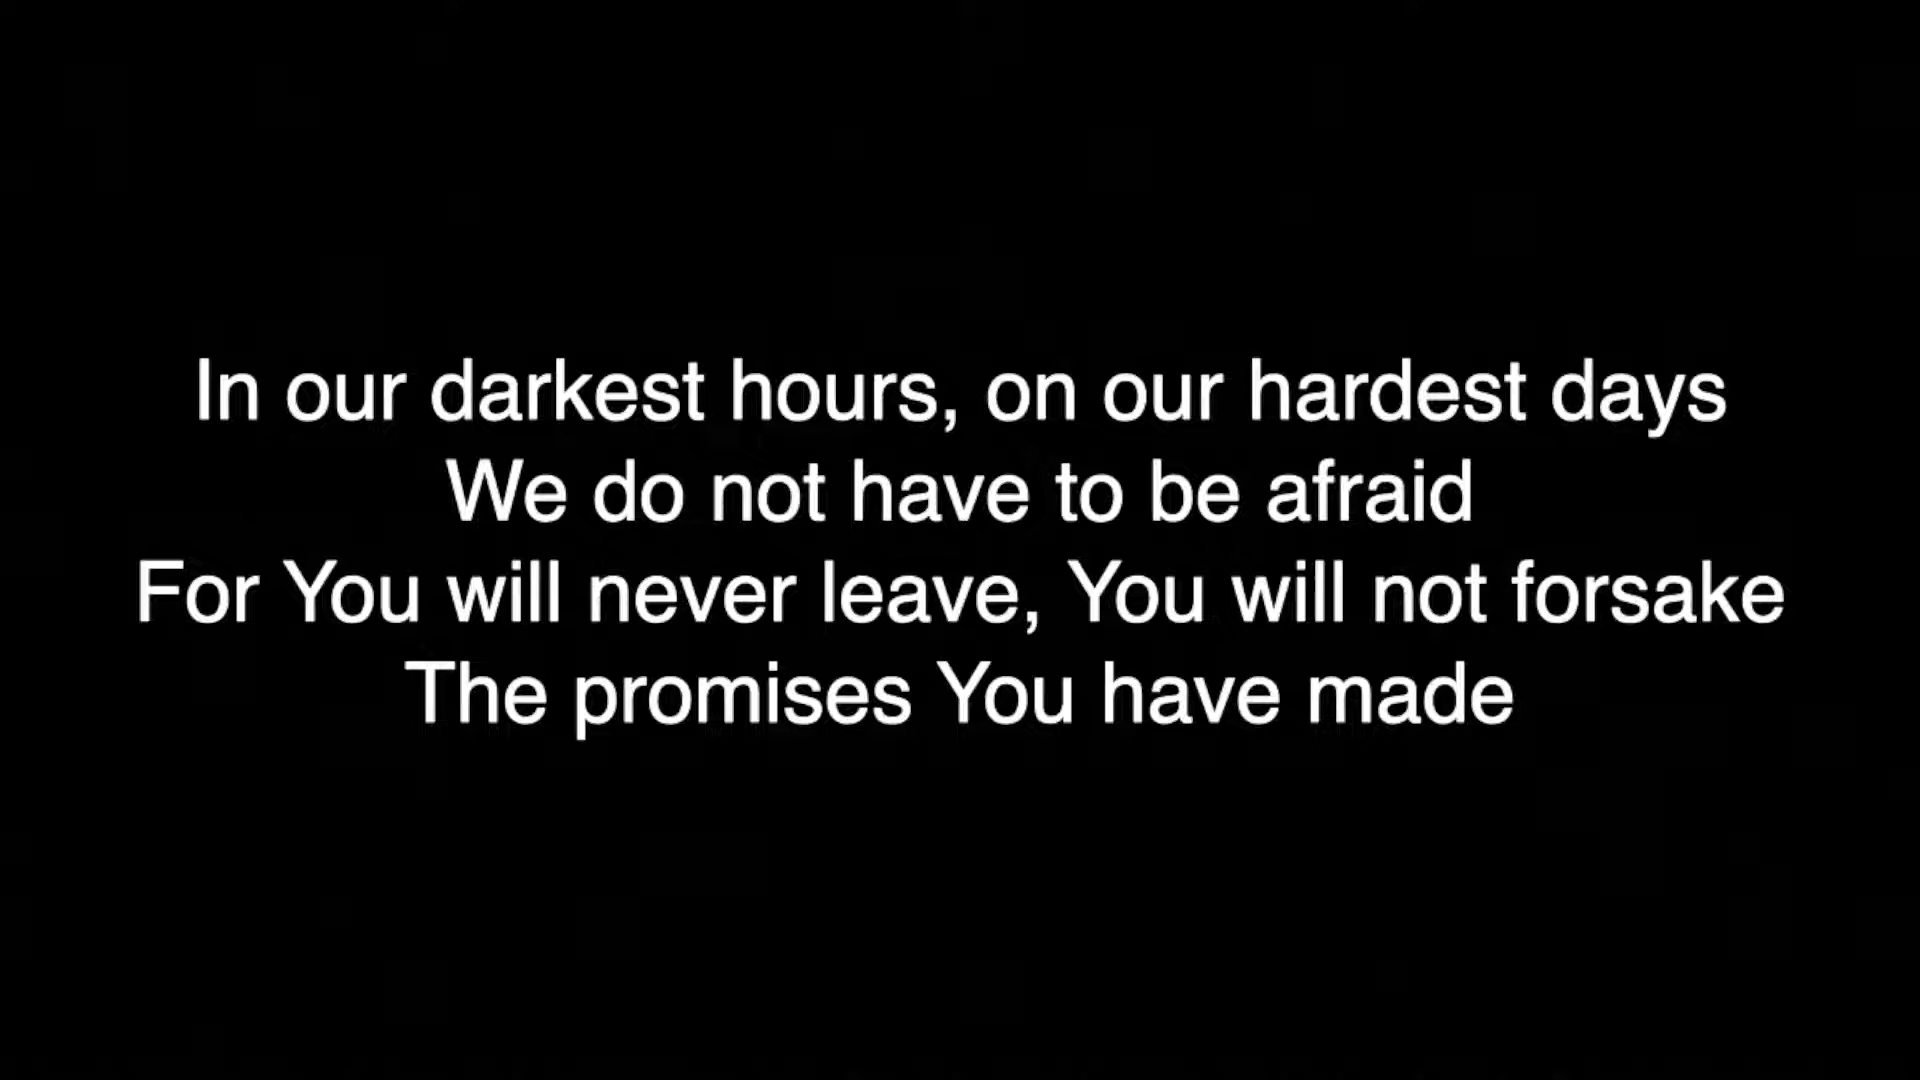 In our darkest hours, on our hardest days
We do not have to be afraid
For You will never leave, You will not forsake
The promises You have made